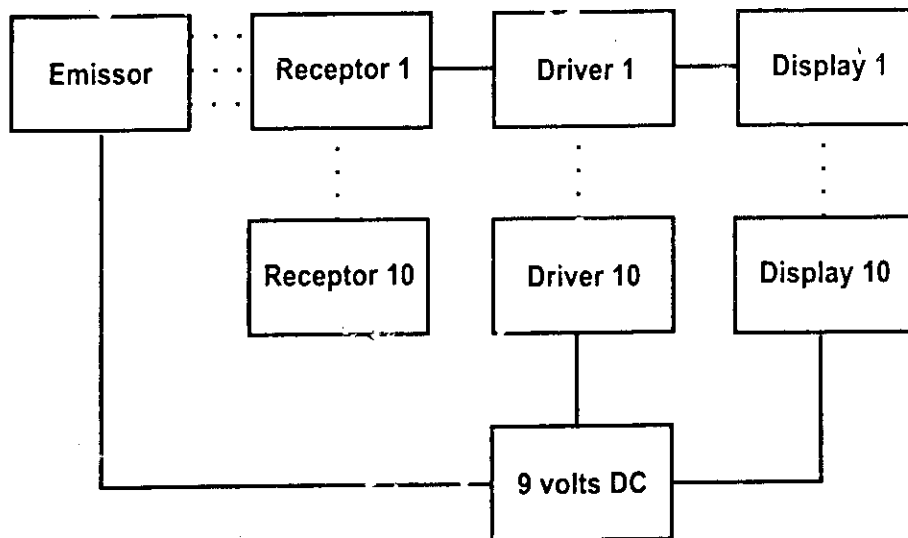 Emissor
Receptor 1
Driver 1
Display 1
Receptor 10
Driver 10
Display 10
9 volts DC